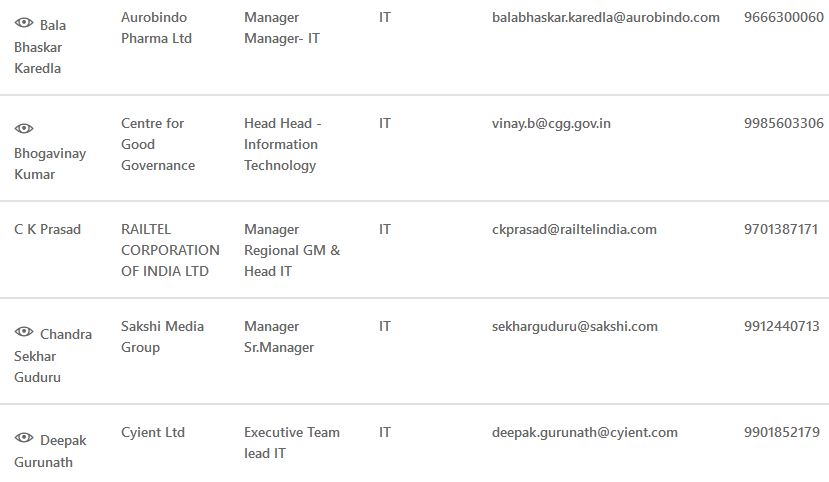 Bala Bhaskar Karedla Aurobindo Pharma Ltd Manager Manager- IT IT balabhaskar.karedla@aurobindo.com 9666300060
Bhogavinay Kumar Centre for Good Governance Head Head - Information Technology IT vinay.b@cgg.gov.in 9985603306
C K Prasad RAILTEL CORPORATION OF INDIA LTD Manager Regional GM & Head IT IT ckprasad@railtelindia.com 9701387171
Chandra Sekhar Guduru Sakshi Media Group Manager Sr.Manager IT sekharguduru@sakshi.com 9912440713
Deepak Gurunath Cyient Ltd Executive Team lead IT IT deepak.gurunath@cyient.com 9901852179